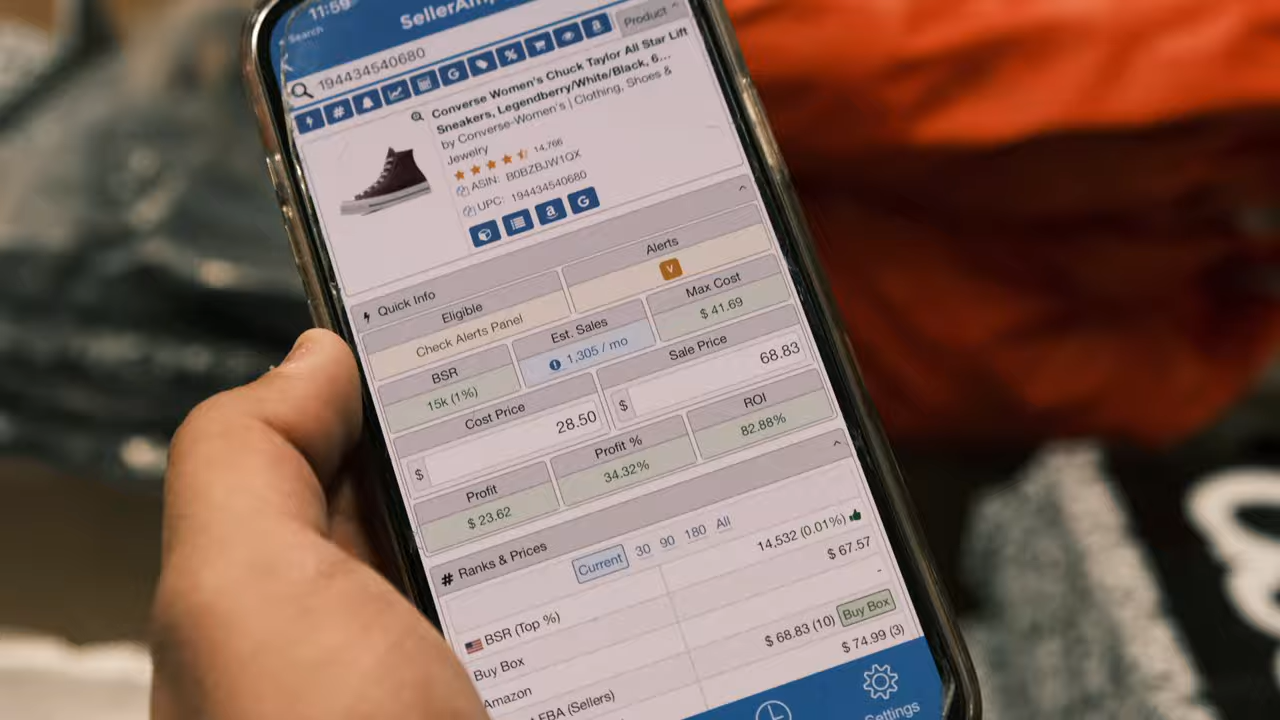 11:59
Search
SellerAmp
194434540680
Product
Converse Women's Chuck Taylor All Star Lift
Sneakers, Legendberry/White/Black, 6...
by Converse-Women's | Clothing, Shoes &
Jewelry
14,766
ASIN: B0BZBJW1QX
UPC: 194434540680
Quick Info
Eligible
Alerts
Check Alerts Panel
V
BSR
Est. Sales
Max Cost
15k (1%)
1,305 / mo
$ 41.69
Cost Price
Sale Price
$ 28.50
$ 68.83
Profit
Profit %
ROI
$ 23.62
34.32%
82.88%
# Ranks & Prices
Current 30 90 180 All
BSR (Top %) 14,532 (0.01%)
Buy Box $ 67.57
Amazon -
FBA (Sellers) $ 68.83 (10) Buy Box
$ 74.99 (3)
Settings